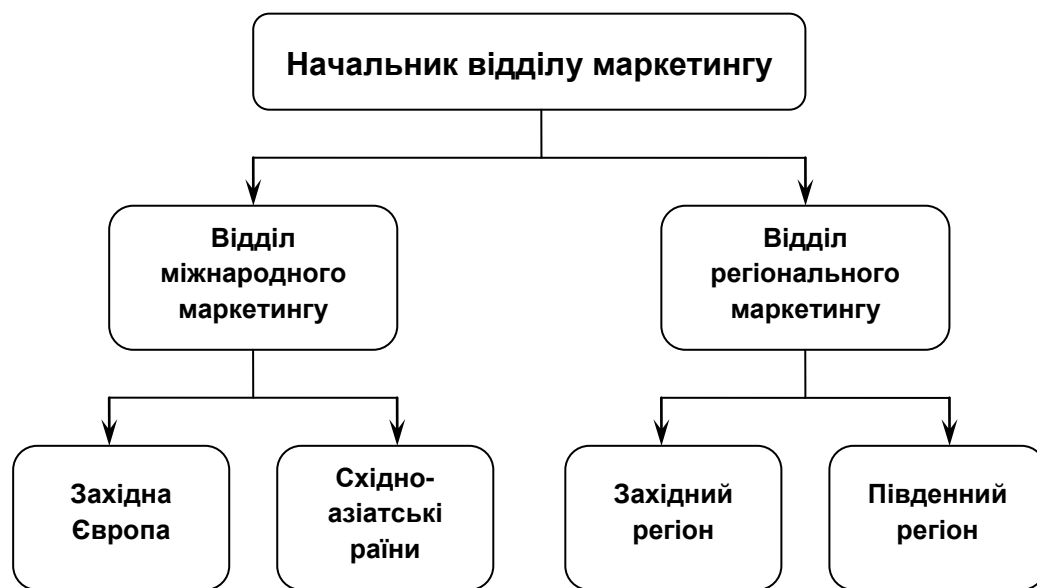 Начальник відділу маркетингу
Відділ
міжнародного
маркетингу
Відділ
регіонального
маркетингу
Західна
Європа
Східно-
азіатські
раїни
Західний
регіон
Південний
регіон